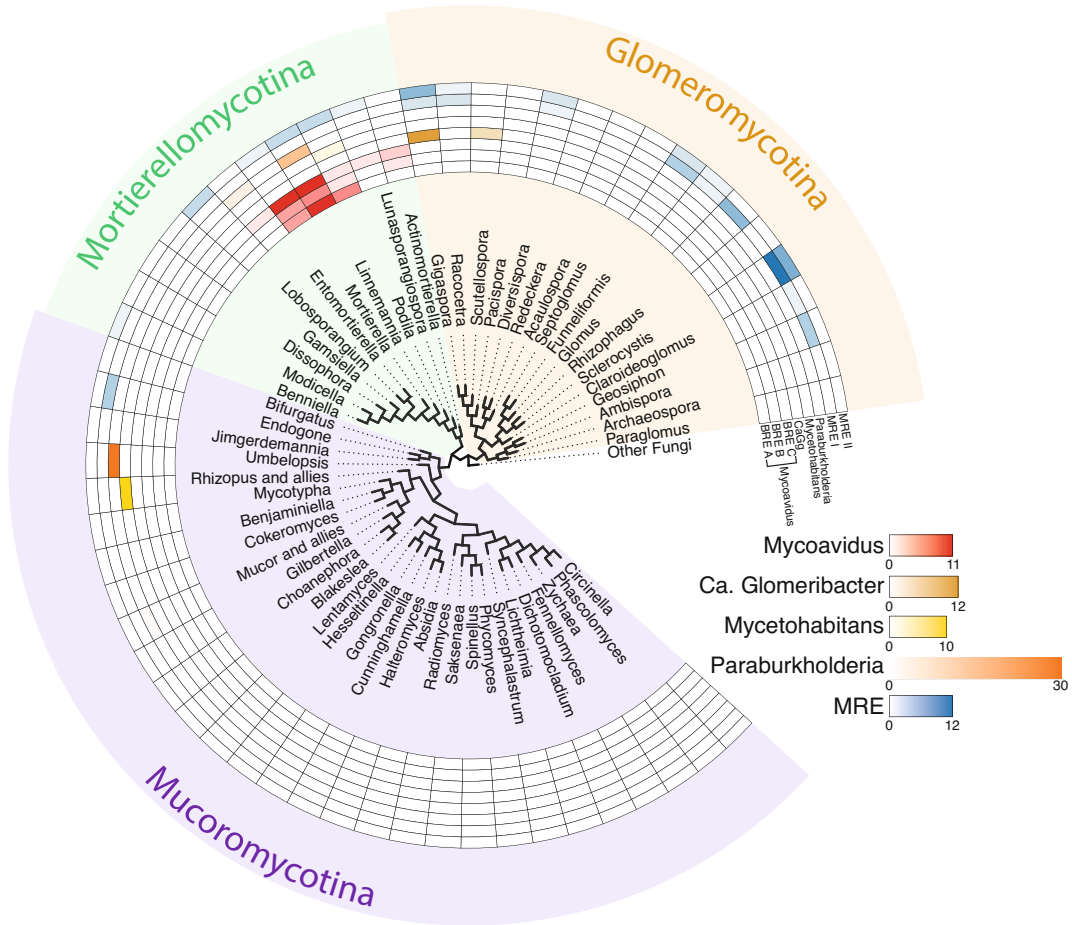 Mortierellomycotina
Glomeromycotina
Mucoromycotina
Lunasporangiospora
Actinomortierella
Gigaspora
Racocetra
Scutellospora
Pacispora
Diversispora
Redeckera
Acaulospora
Septoglomus
Funneliformis
Glomus
Rhizophagus
Sclerocystis
Claroideoglomus
Geosiphon
Ambispora
Archaeospora
Paraglomus
Other Fungi
Podila
Linnemannia
Mortierella
Entomortierella
Lobosporangium
Gamsiella
Dissophora
Modicella
Benniella
Bifurgatus
Endogone
Jimgerdemannia
Umbelopsis
Rhizopus and allies
Mycotypha
Benjaminiella
Cokeromyces
Mucor and allies
Gilbertella
Choanephora
Blakeslea
Lentamyces
Hesseltinella
Gongronella
Cunninghamella
Halteromyces
Absidia
Radiomyces
Saksenaea
Spinellus
Phycomyces
Syncephalastrum
Lichtheimia
Dichotomocladium
Fennellomyces
Zychaea
Phascolomyces
Circinella
MRE II
MRE I
Paraburkholderia
Mycetohabitans
CaGg
BRE C
BRE B
BRE A
Mycoavidus
Mycoavidus
0 11
Ca. Glomeribacter
0 12
Mycetohabitans
0 10
Paraburkholderia
0 30
MRE
0 12